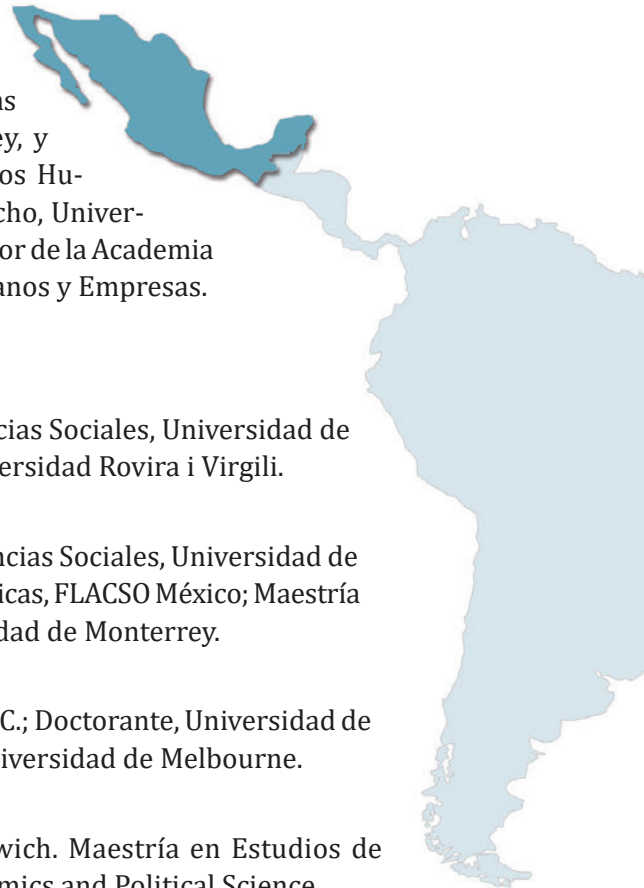 ey, y
os Hu-
cho, Univer-
or de la Academia
anos y Empresas.
cias Sociales, Universidad de
ersidad Rovira i Virgili.
ncias Sociales, Universidad de
icas, FLACSO México; Maestría
dad de Monterrey.
C.; Doctorante, Universidad de
niversidad de Melbourne.
wich. Maestría en Estudios de
mics and Political Science